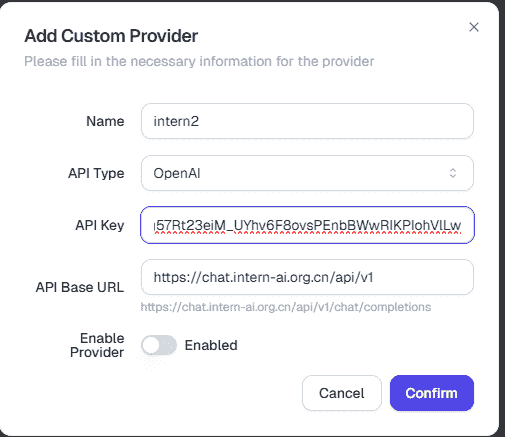 Add Custom Provider
Please fill in the necessary information for the provider
Name
intern2
API Type
OpenAI
API Key
57Rt23eiM_UYhv6F8ovsPEnbBWwRlKPlohVlLw
API Base URL
https://chat.intern-ai.org.cn/api/v1
https://chat.intern-ai.org.cn/api/v1/chat/completions
Enable
Provider
Enabled
Cancel
Confirm